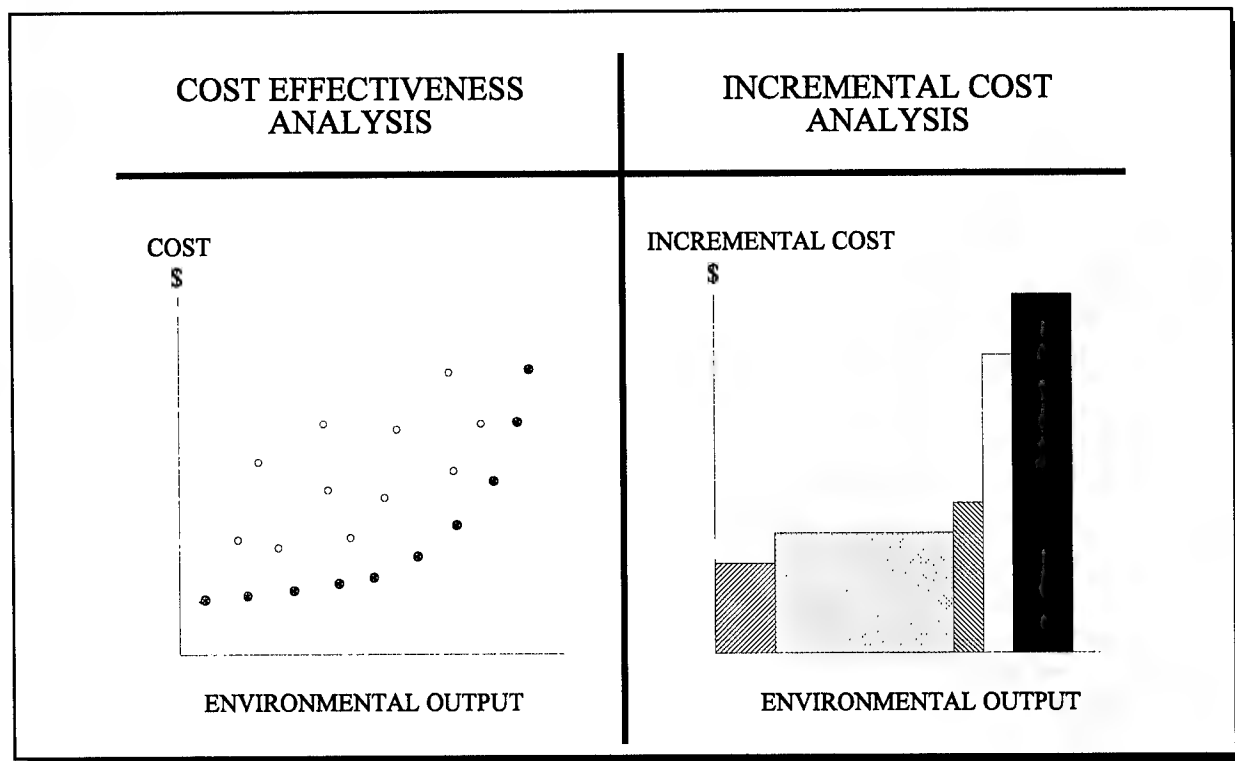 COST EFFECTIVENESS
ANALYSIS
INCREMENTAL COST
ANALYSIS
COST
$
ENVIRONMENTAL OUTPUT
INCREMENTAL COST
$
ENVIRONMENTAL OUTPUT